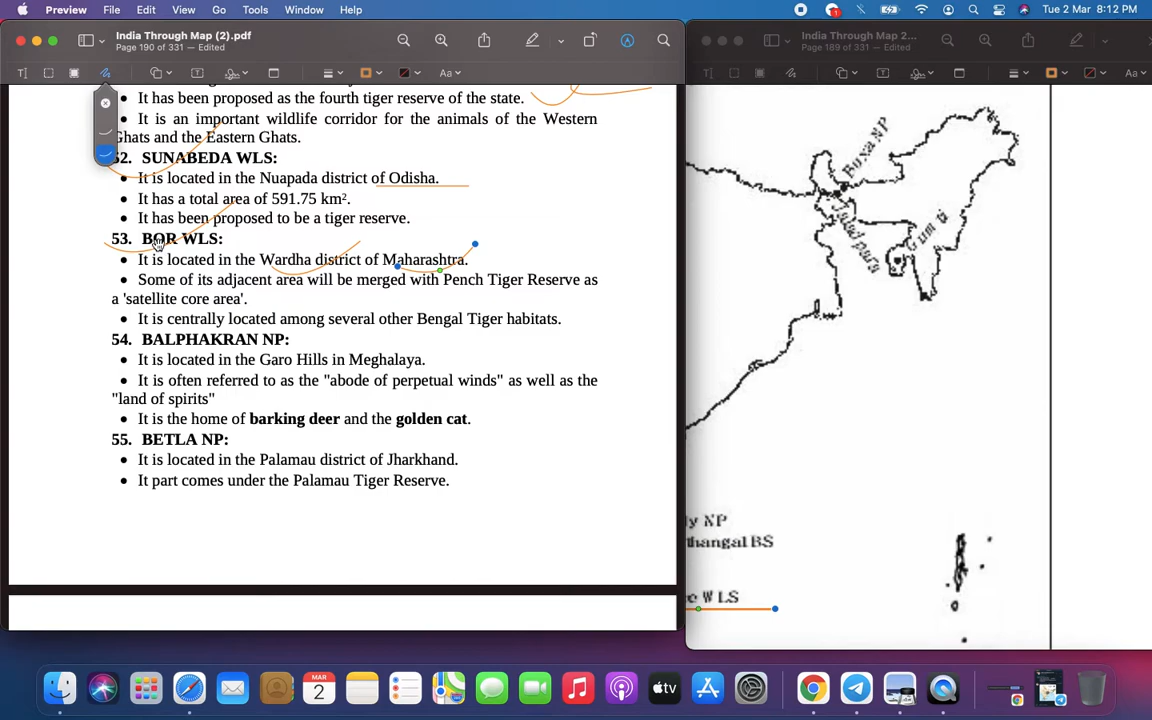 Preview File Edit View Go Tools Window Help
Tue 2 Mar 8:12 PM
India Through Map (2).pdf
Page 190 of 331 — Edited
India Through Map 2...
Page 189 of 331 — Edited
Aa
Aa
• It has been proposed as the fourth tiger reserve of the state.
• It is an important wildlife corridor for the animals of the Western
Ghats and the Eastern Ghats.
52. SUNABEDA WLS:
• It is located in the Nuapada district of Odisha.
• It has a total area of 591.75 km².
• It has been proposed to be a tiger reserve.
53. BOR WLS:
• It is located in the Wardha district of Maharashtra.
• Some of its adjacent area will be merged with Pench Tiger Reserve as
a 'satellite core area'.
• It is centrally located among several other Bengal Tiger habitats.
54. BALPHAKRAN NP:
• It is located in the Garo Hills in Meghalaya.
• It is often referred to as the "abode of perpetual winds" as well as the
"land of spirits"
• It is the home of barking deer and the golden cat.
55. BETLA NP:
• It is located in the Palamau district of Jharkhand.
• It part comes under the Palamau Tiger Reserve.
Buxa NP
Gumti
ly NP
thangal BS
e WLS
MAR
2
tv